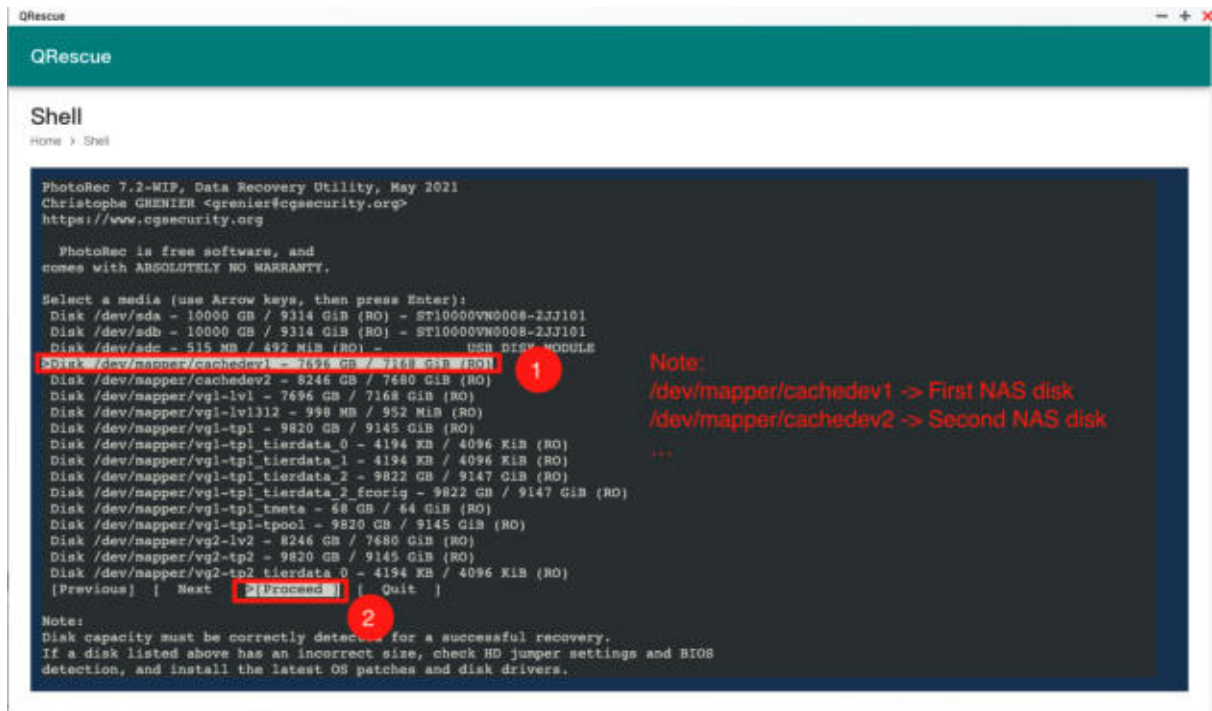 QRescue
QRescue
Shell
Home > Shell
PhotoRec 7.2-WIP, Data Recovery Utility, May 2021
Christophe GRENIER <grenier@cgsecurity.org>
https://www.cgsecurity.org
PhotoRec is free software, and
comes with ABSOLUTELY NO WARRANTY.
Select a media (use Arrow keys, then press Enter):
Disk /dev/sda - 10000 GB / 9314 GiB (RO) - ST10000VN0008-2JJ101
Disk /dev/sdb - 10000 GB / 9314 GiB (RO) - ST10000VN0008-2JJ101
Disk /dev/sdc - 515 MB / 492 MiB (RO) - USB DISK MODULE
>Disk /dev/mapper/cachedev1 - 7696 GB / 7168 GiB (RO)
1
Disk /dev/mapper/cachedev2 - 8246 GB / 7680 GiB (RO)
Disk /dev/mapper/vg1-lv1 - 7696 GB / 7168 GiB (RO)
Disk /dev/mapper/vg1-lv1312 - 998 MB / 952 MiB (RO)
Disk /dev/mapper/vg1-tp1 - 9820 GB / 9145 GiB (RO)
Disk /dev/mapper/vg1-tp1_tierdata_0 - 4194 KB / 4096 KiB (RO)
Disk /dev/mapper/vg1-tp1_tierdata_1 - 4194 KB / 4096 KiB (RO)
Disk /dev/mapper/vg1-tp1_tierdata_2 - 9822 GB / 9147 GiB (RO)
Disk /dev/mapper/vg1-tp1_tierdata_2_fcorig - 9822 GB / 9147 GiB (RO)
Disk /dev/mapper/vg1-tp1_tmeta - 68 GB / 64 GiB (RO)
Disk /dev/mapper/vg1-tp1-tpool - 9820 GB / 9145 GiB (RO)
Disk /dev/mapper/vg2-lv2 - 8246 GB / 7680 GiB (RO)
Disk /dev/mapper/vg2-tp2 - 9820 GB / 9145 GiB (RO)
Disk /dev/mapper/vg2-tp2_tierdata_0 - 4194 KB / 4096 KiB (RO)
[Previous] [ Next >[Proceed ] [ Quit ]
2
Note:
/dev/mapper/cachedev1 -> First NAS disk
/dev/mapper/cachedev2 -> Second NAS disk
...
Note:
Disk capacity must be correctly detected for a successful recovery.
If a disk listed above has an incorrect size, check HD jumper settings and BIOS
detection, and install the latest OS patches and disk drivers.